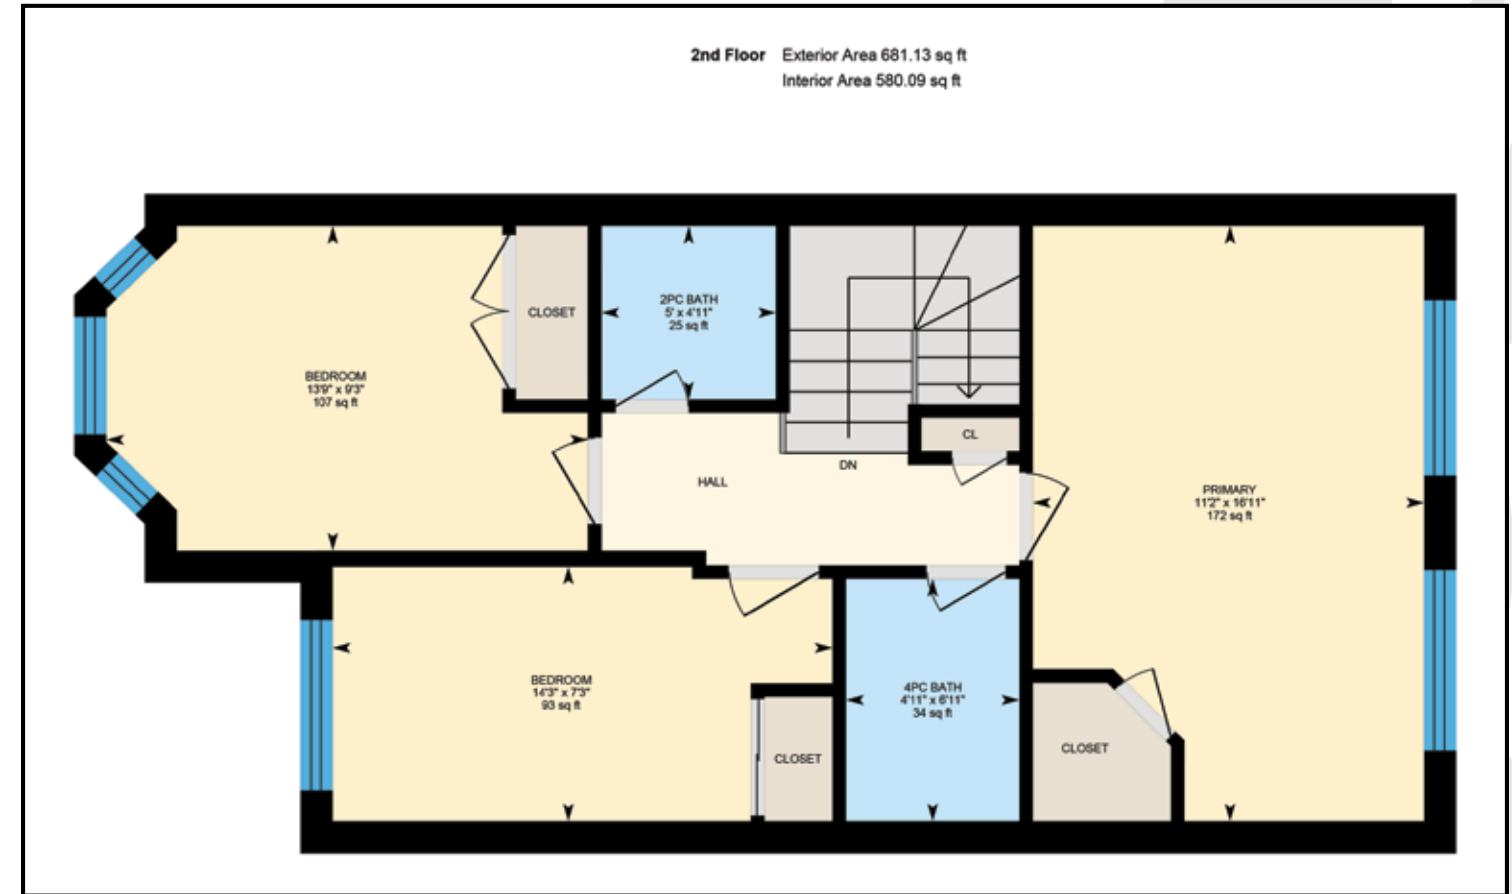 2nd Floor Exterior Area 681.13 sq ft
Interior Area 580.09 sq ft
CLOSET
2PC BATH
5' x 4'11"
25 sq ft
BEDROOM
13'9" x 9'3"
107 sq ft
CL
DN
HALL
PRIMARY
11'2" x 16'11"
172 sq ft
BEDROOM
14'3" x 7'3"
93 sq ft
4PC BATH
4'11" x 6'11"
34 sq ft
CLOSET
CLOSET